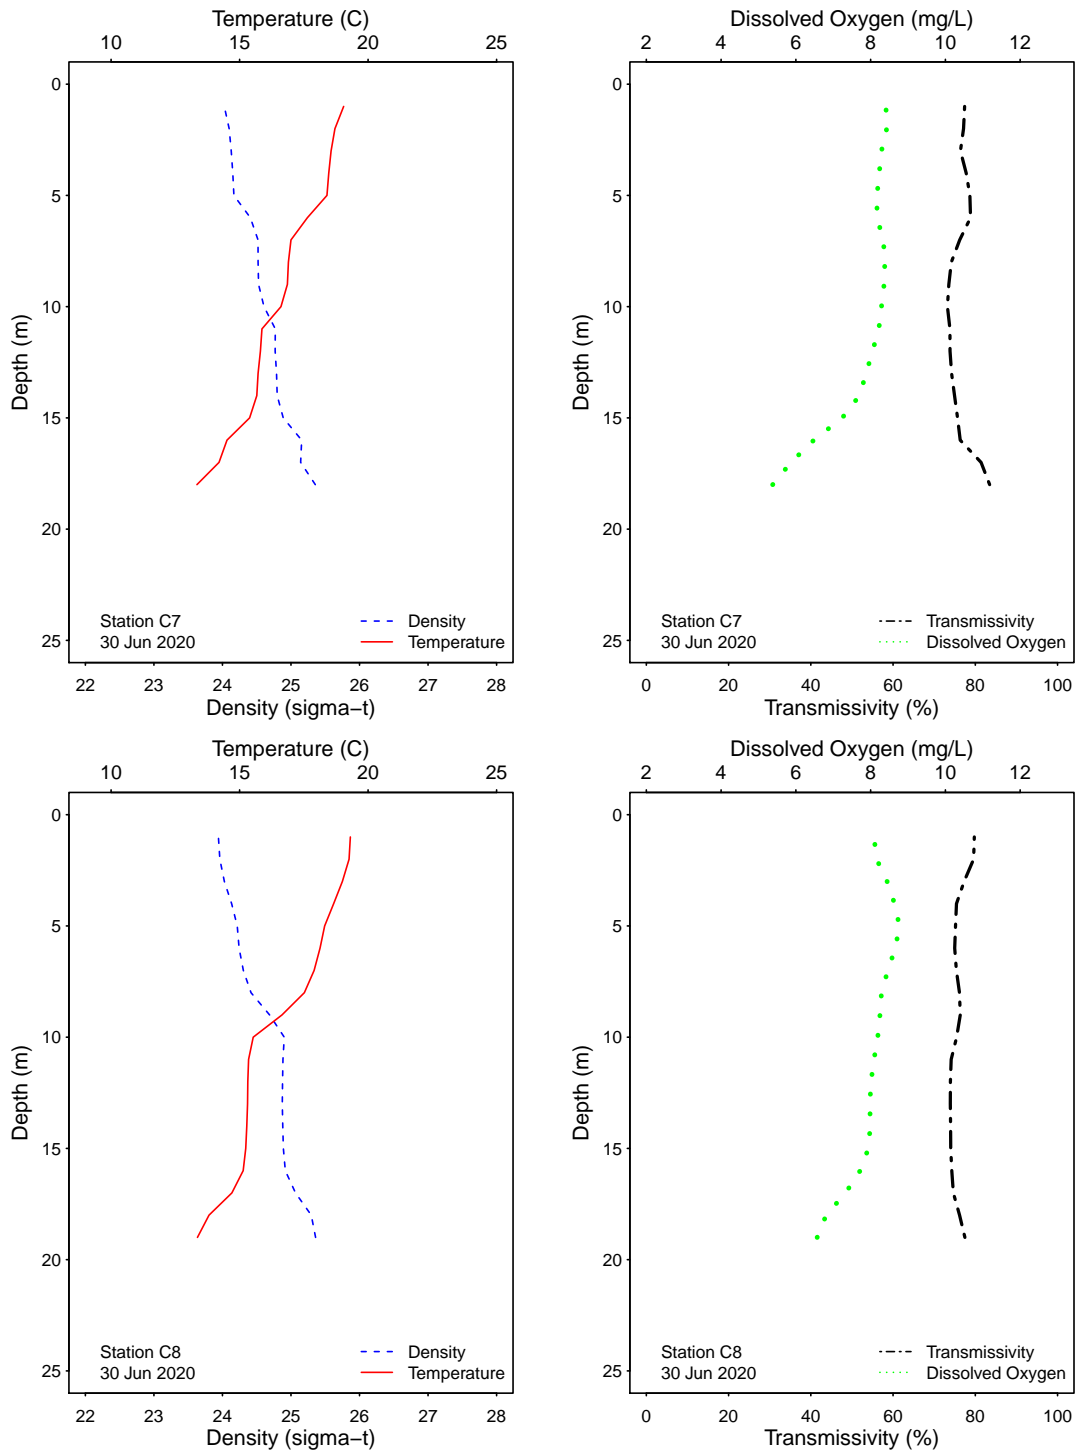 Temperature (C)
10 15 20 25
0
5
10
15
20
25
Depth (m)
Station C7
30 Jun 2020
Density
Temperature
22 23 24 25 26 27 28
Density (sigma−t)
Dissolved Oxygen (mg/L)
2 4 6 8 10 12
0
5
10
15
20
25
Depth (m)
Station C7
30 Jun 2020
Transmissivity
Dissolved Oxygen
0 20 40 60 80 100
Transmissivity (%)
Temperature (C)
10 15 20 25
0
5
10
15
20
25
Depth (m)
Station C8
30 Jun 2020
Density
Temperature
22 23 24 25 26 27 28
Density (sigma−t)
Dissolved Oxygen (mg/L)
2 4 6 8 10 12
0
5
10
15
20
25
Depth (m)
Station C8
30 Jun 2020
Transmissivity
Dissolved Oxygen
0 20 40 60 80 100
Transmissivity (%)